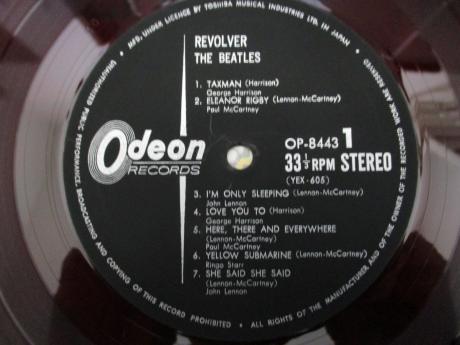 MFD. UNDER LICENCE BY TOSHIBA MUSICAL INDUSTRIES LTD. IN JAPAN
REVOLVER
THE BEATLES
1. TAXMAN (Harrison)
George Harrison
2. ELEANOR RIGBY (Lennon-McCartney)
Paul McCartney
Odeon
RECORDS
OP-8443 1
33⅓ RPM STEREO
(YEX-605)
3. I'M ONLY SLEEPING (Lennon-McCartney)
John Lennon
4. LOVE YOU TO (Harrison)
George Harrison
5. HERE, THERE AND EVERYWHERE
(Lennon-McCartney)
Paul McCartney
6. YELLOW SUBMARINE (Lennon-McCartney)
Ringo Starr
7. SHE SAID SHE SAID
(Lennon-McCartney)
John Lennon
UNAUTHORIZED PUBLIC PERFORMANCE, BROADCASTING AND COPYING OF THIS RECORD PROHIBITED • ALL RIGHTS OF THE MANUFACTURER AND OF THE OWNER OF THE RECORDED WORK ARE RESERVED